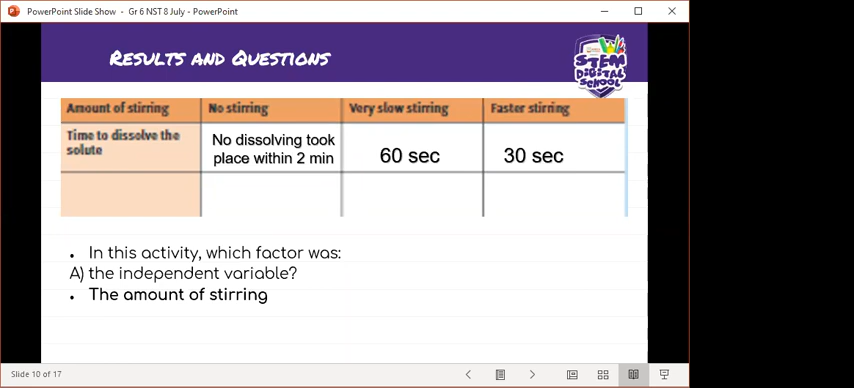 PowerPoint Slide Show - Gr 6 NST 8 July - PowerPoint
RESULTS AND QUESTIONS
STEM
DIGITAL
SCHOOL
Amount of stirring No stirring Very slow stirring Faster stirring
Time to dissolve the
solute
No dissolving took
place within 2 min
60 sec
30 sec
• In this activity, which factor was:
A) the independent variable?
• The amount of stirring
Slide 10 of 17